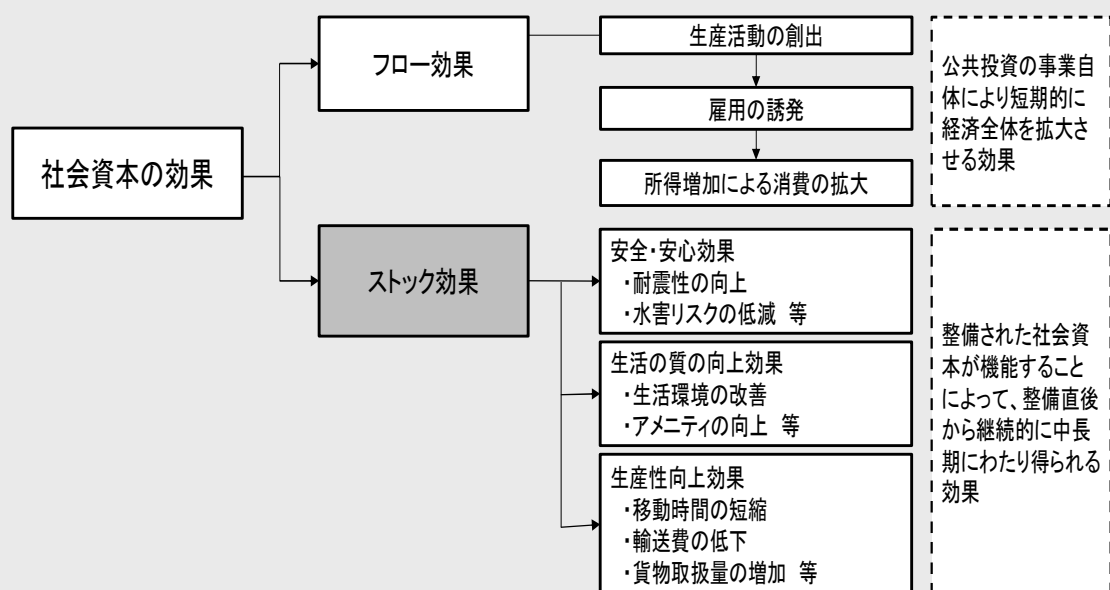 社会資本の効果
フロー効果
生産活動の創出
雇用の誘発
所得増加による消費の拡大
公共投資の事業自
体により短期的に
経済全体を拡大さ
せる効果
ストック効果
安全・安心効果
・耐震性の向上
・水害リスクの低減 等
生活の質の向上効果
・生活環境の改善
・アメニティの向上 等
生産性向上効果
・移動時間の短縮
・輸送費の低下
・貨物取扱量の増加 等
整備された社会資
本が機能すること
によって、整備直後
から継続的に中長
期にわたり得られる
効果